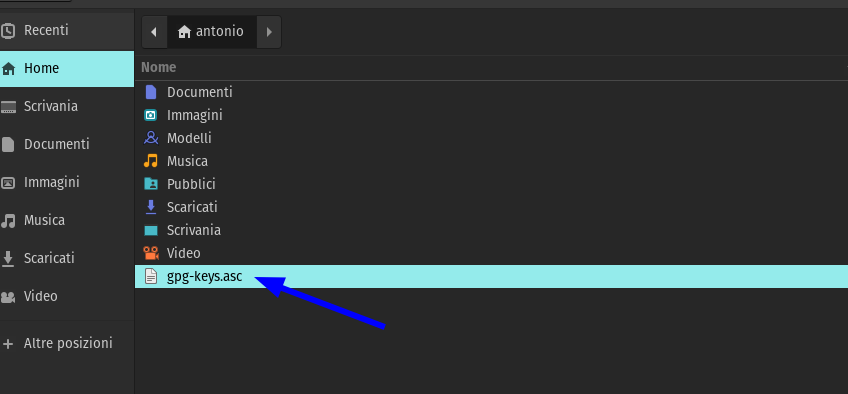 Recenti
Home
Scrivania
Documenti
Immagini
Musica
Scaricati
Video
Altre posizioni
antonio
Nome
Documenti
Immagini
Modelli
Musica
Pubblici
Scaricati
Scrivania
Video
gpg-keys.asc